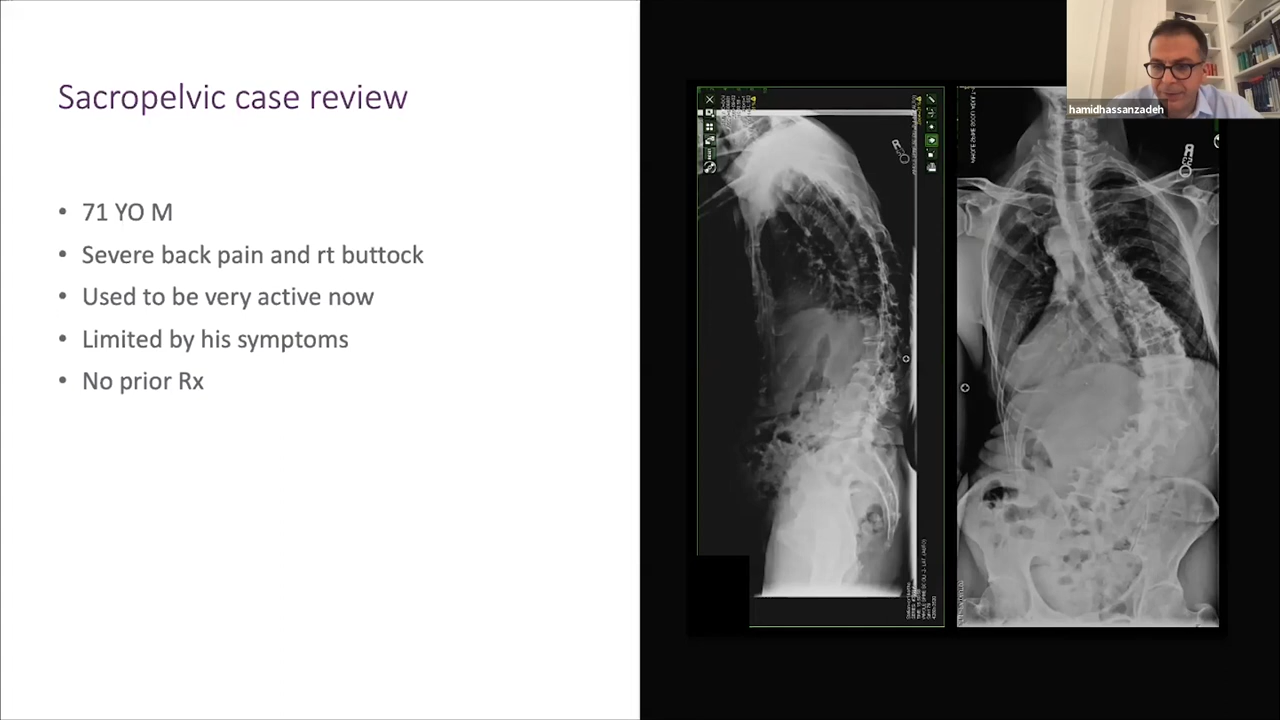 Sacropelvic case review
• 71 YO M
• Severe back pain and rt buttock
• Used to be very active now
• Limited by his symptoms
• No prior Rx
hamidhassanzadeh